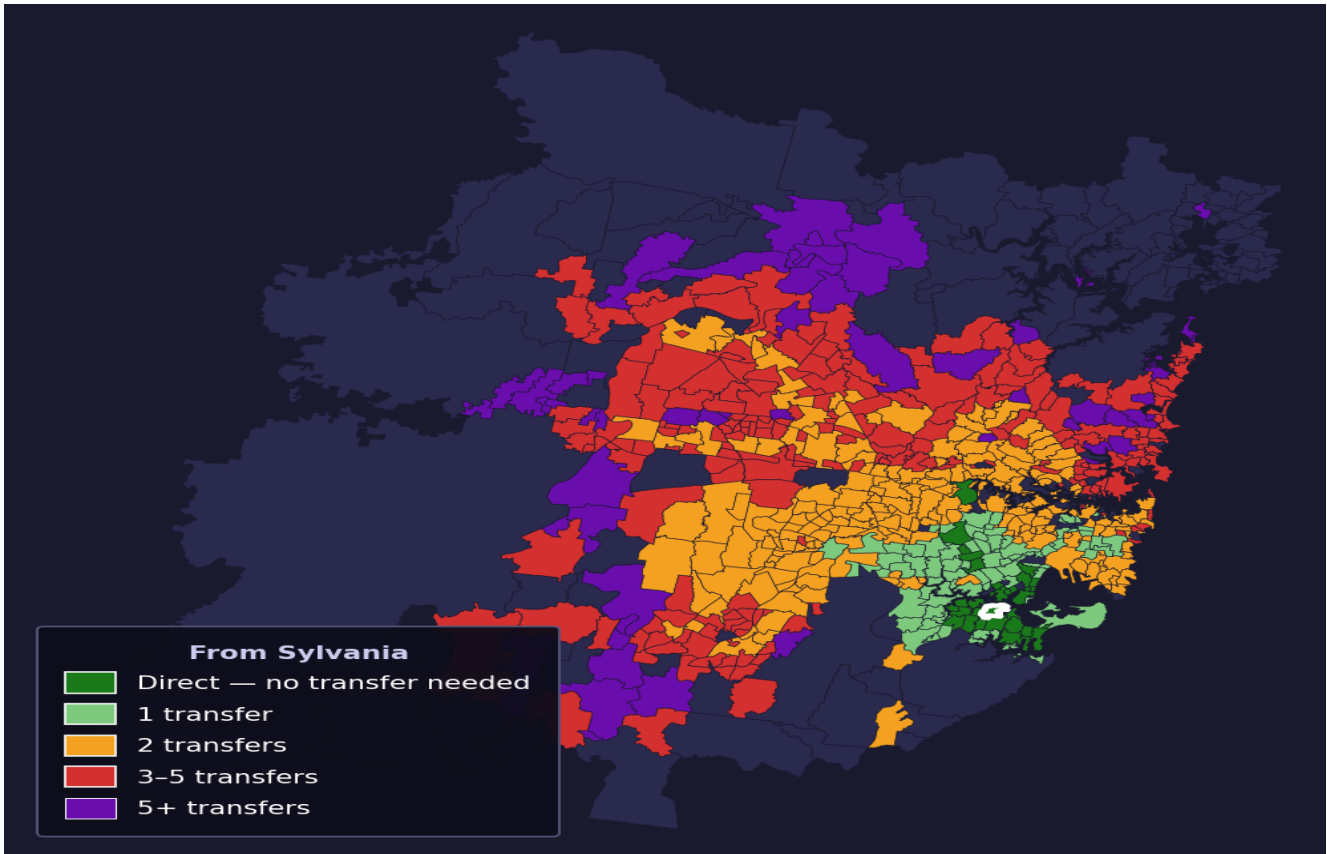 From Sylvania
Direct — no transfer needed
1 transfer
2 transfers
3–5 transfers
5+ transfers